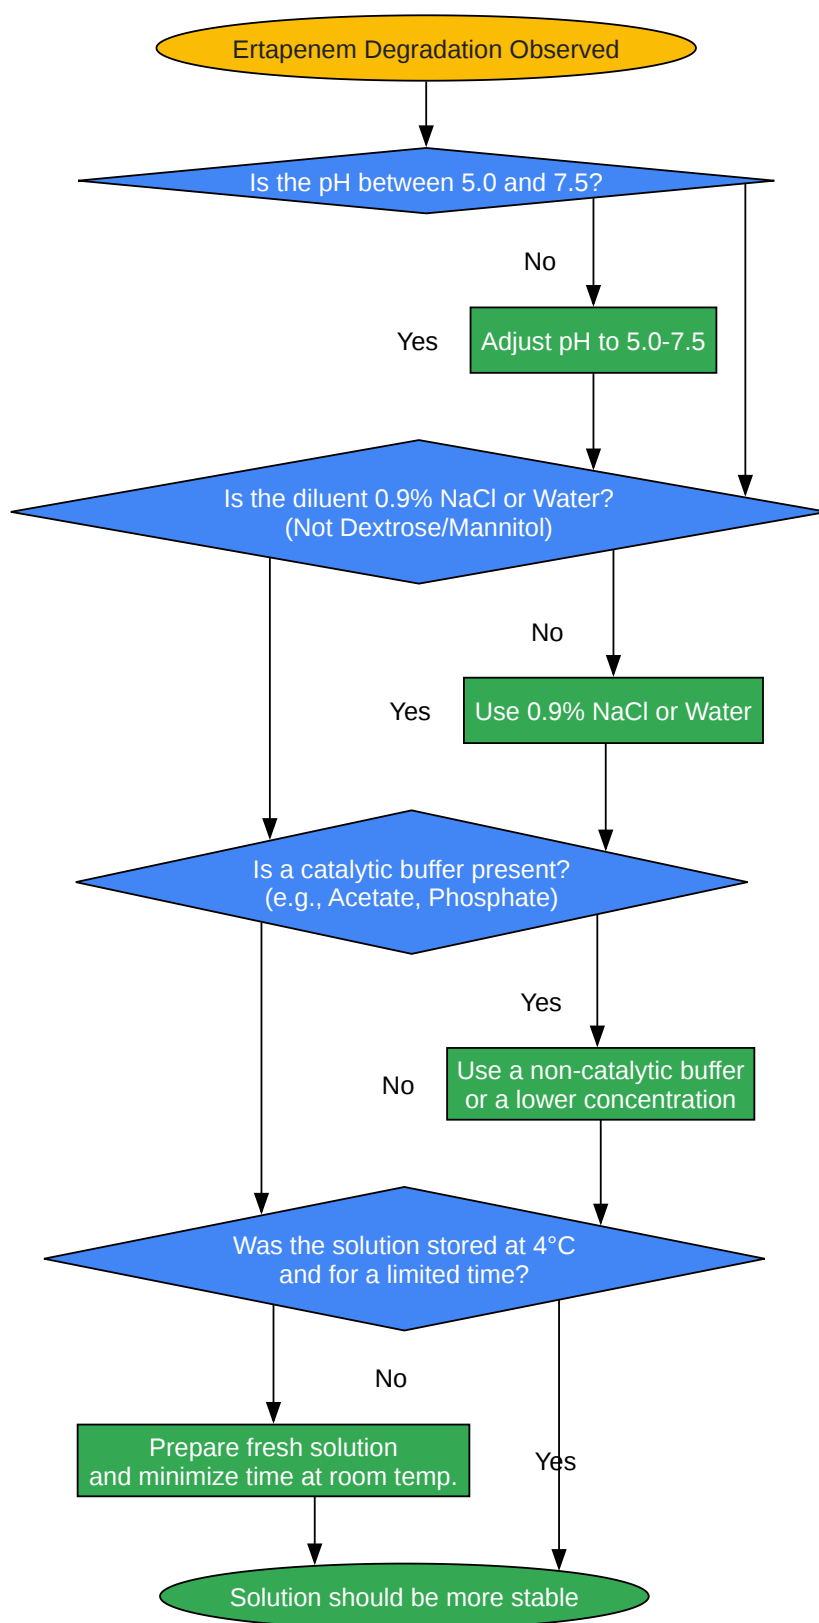 Ertapenem Degradation Observed
Is the pH between 5.0 and 7.5?
No
Yes
Adjust pH to 5.0-7.5
Is the diluent 0.9% NaCl or Water?
(Not Dextrose/Mannitol)
No
Yes
Use 0.9% NaCl or Water
Is a catalytic buffer present?
(e.g., Acetate, Phosphate)
Yes
No
Use a non-catalytic buffer
or a lower concentration
Was the solution stored at 4°C
and for a limited time?
No
Prepare fresh solution
and minimize time at room temp.
Yes
Solution should be more stable